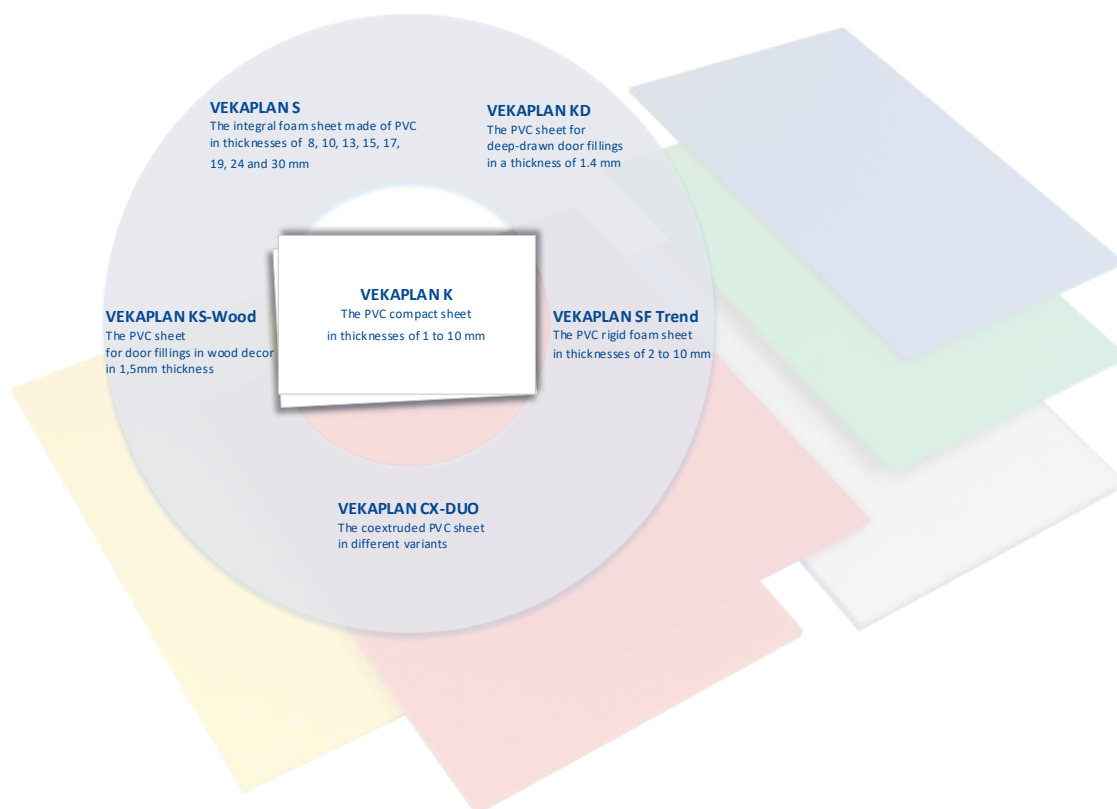 VEKAPLAN S
The integral foam sheet made of PVC
in thicknesses of 8, 10, 13, 15, 17,
19, 24 and 30 mm
VEKAPLAN KD
The PVC sheet for
deep-drawn door fillings
in a thickness of 1.4 mm
VEKAPLAN K
The PVC compact sheet
in thicknesses of 1 to 10 mm
VEKAPLAN KS-Wood
The PVC sheet
for door fillings in wood decor
in 1,5mm thickness
VEKAPLAN SF Trend
The PVC rigid foam sheet
in thicknesses of 2 to 10 mm
VEKAPLAN CX-DUO
The coextruded PVC sheet
in different variants